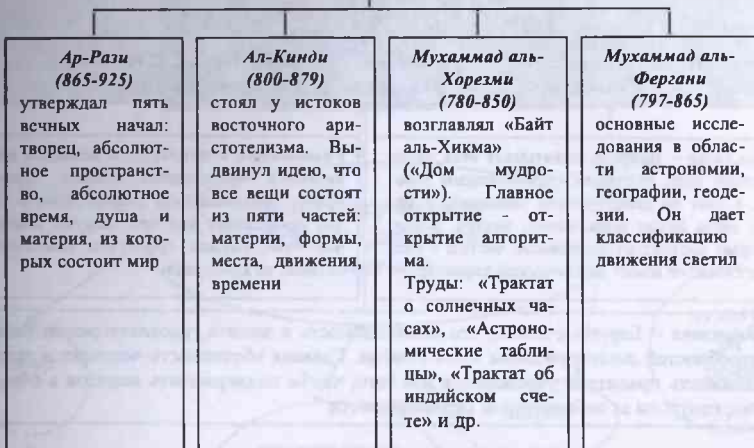 Ар-Рази
(865-925)
утверждал пять
вечных начал:
творец, абсолют-
ное пространст-
во, абсолютное
время, душа и
материя, из кото-
рых состоит мир
Ал-Кинди
(800-879)
стоял у истоков
восточного ари-
стотелизма. Вы-
двинул идею, что
все вещи состоят
из пяти частей:
материи, формы,
места, движения,
времени
Мухаммад аль-
Хорезми
(780-850)
возглавлял «Байт
аль-Хикма»
(«Дом мудро-
сти»). Главное
открытие - от-
крытие алгорит-
ма.
Труды: «Трактат
о солнечных ча-
сах», «Астроно-
мические табли-
цы», «Трактат об
индийском сче-
те» и др.
Мухаммад аль-
Фергани
(797-865)
основные иссле-
дования в облас-
ти астрономии,
географии, геоде-
зии. Он дает
классификацию
движения светил